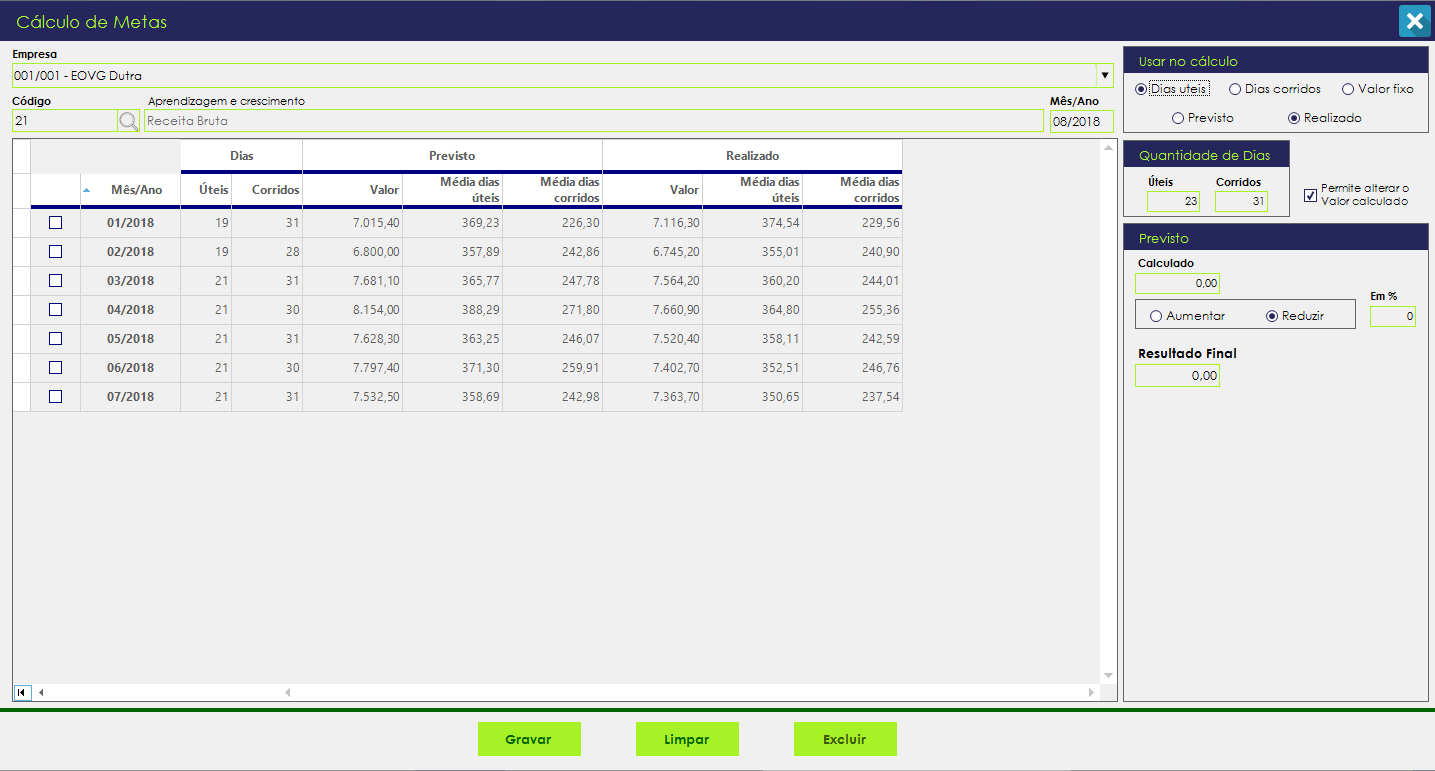 Cálculo de Metas
Empresa
001/001 - EOVG Dutra
Código Aprendizagem e crescimento Mês/Ano
21 Receita Bruta 08/2018
Dias Previsto Realizado
Mês/Ano Úteis Corridos Valor Média dias úteis Média dias corridos Valor Média dias úteis Média dias corridos
01/2018 19 31 7.015,40 369,23 226,30 7.116,30 374,54 229,56
02/2018 19 28 6.800,00 357,89 242,86 6.745,20 355,01 240,90
03/2018 21 31 7.681,10 365,77 247,78 7.564,20 360,20 244,01
04/2018 21 30 8.154,00 388,29 271,80 7.660,90 364,80 255,36
05/2018 21 31 7.628,30 363,25 246,07 7.520,40 358,11 242,59
06/2018 21 30 7.797,40 371,30 259,91 7.402,70 352,51 246,76
07/2018 21 31 7.532,50 358,69 242,98 7.363,70 350,65 237,54
Usar no cálculo
Dias uteis Dias corridos Valor fixo
Previsto Realizado
Quantidade de Dias
Úteis Corridos
23 31
Permite alterar o
Valor calculado
Previsto
Calculado
0,00
Em %
Aumentar Reduzir 0
Resultado Final
0,00
Gravar Limpar Excluir